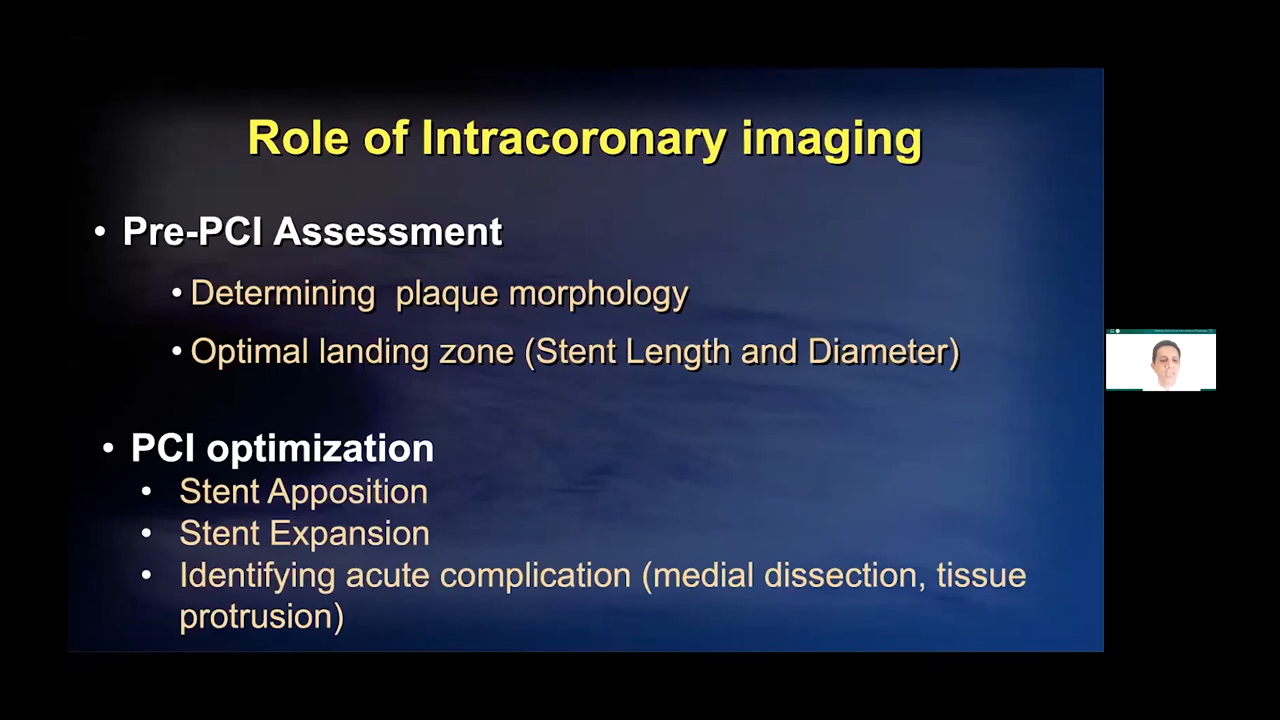 Role of Intracoronary imaging
• Pre-PCI Assessment
• Determining plaque morphology
• Optimal landing zone (Stent Length and Diameter)
• PCI optimization
• Stent Apposition
• Stent Expansion
• Identifying acute complication (medial dissection, tissue
protrusion)